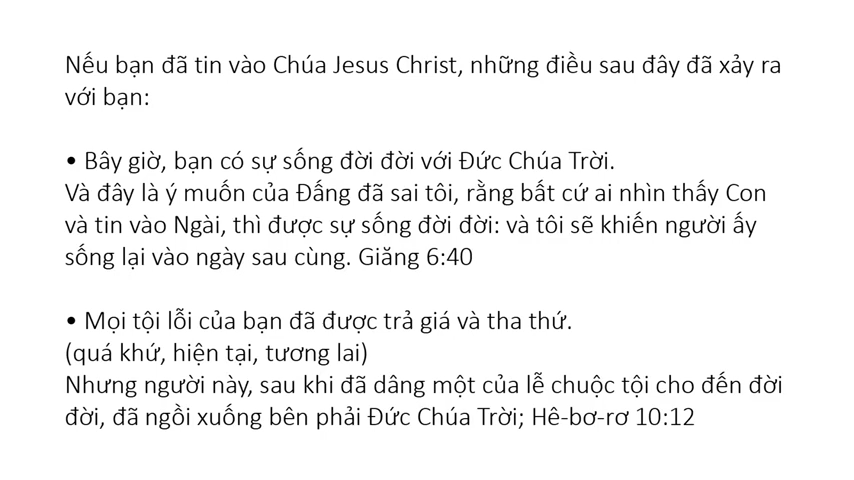 Nếu bạn đã tin vào Chúa Jesus Christ, những điều sau đây đã xảy ra
với bạn:
• Bây giờ, bạn có sự sống đời đời với Đức Chúa Trời.
Và đây là ý muốn của Đấng đã sai tôi, rằng bất cứ ai nhìn thấy Con
và tin vào Ngài, thì được sự sống đời đời: và tôi sẽ khiến người ấy
sống lại vào ngày sau cùng. Giăng 6:40
• Mọi tội lỗi của bạn đã được trả giá và tha thứ.
(quá khứ, hiện tại, tương lai)
Nhưng người này, sau khi đã dâng một của lễ chuộc tội cho đến đời
đời, đã ngồi xuống bên phải Đức Chúa Trời; Hê-bơ-rơ 10:12